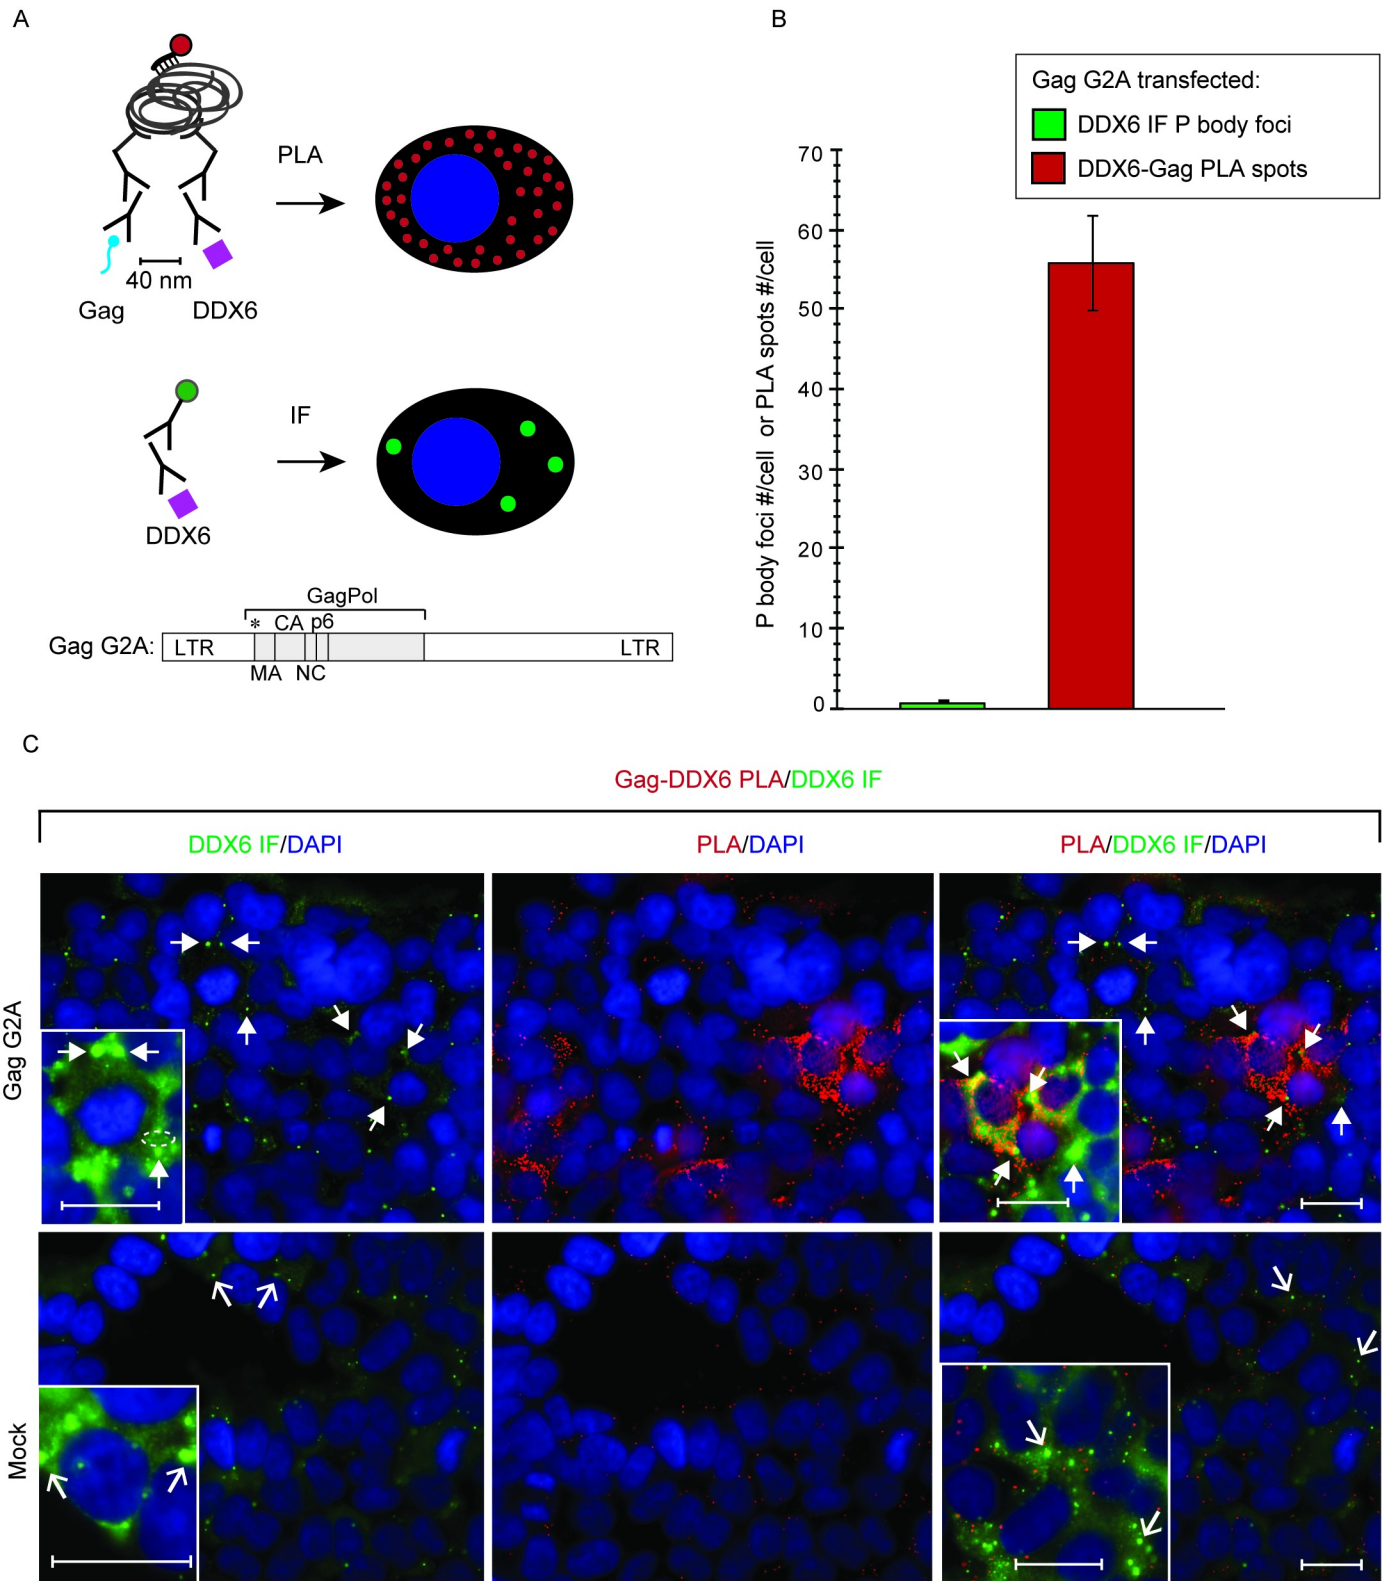 A
PLA
40 nm
Gag
DDX6
IF
DDX6
GagPol
* CA p6
Gag G2A:
LTR
LTR
MA NC
B
Gag G2A transfected:
DDX6 IF P body foci
DDX6-Gag PLA spots
P body foci #/cell or PLA spots #/cell
70
60
50
40
30
20
10
0
C
Gag-DDX6 PLA/DDX6 IF
DDX6 IF/DAPI
PLA/DAPI
PLA/DDX6 IF/DAPI
Gag G2A
Mock